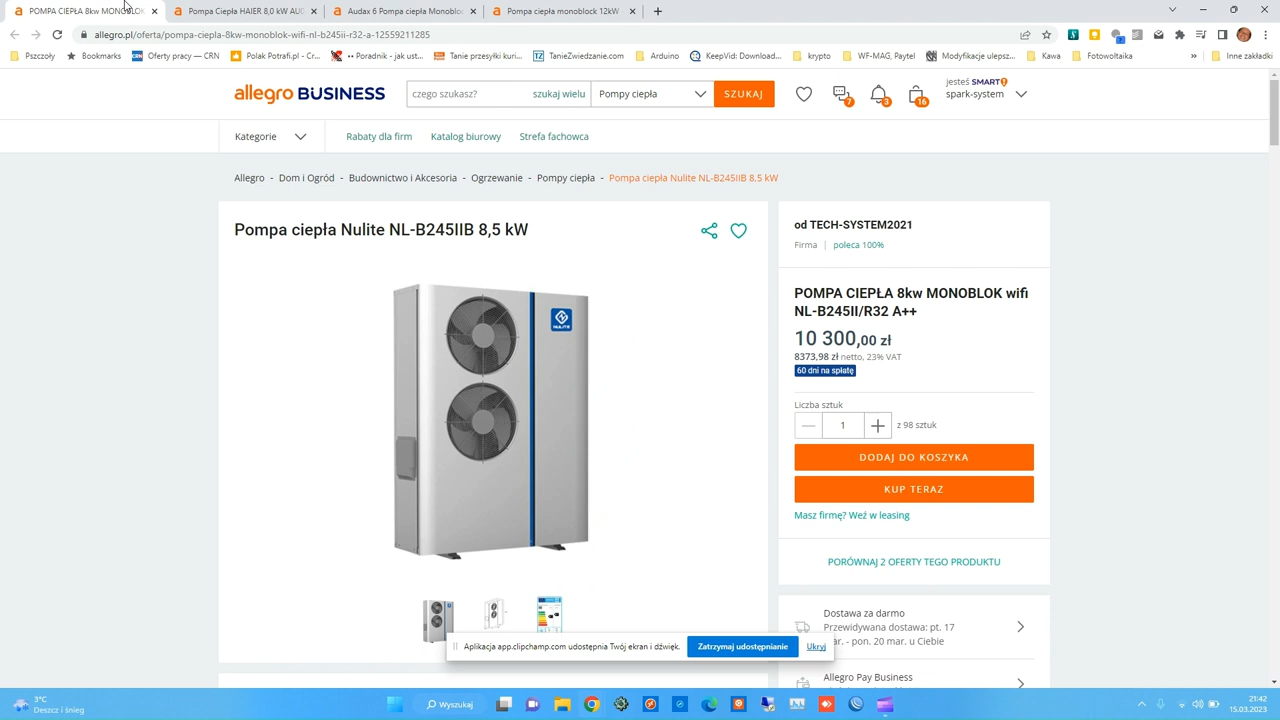 POMPA CIEPŁA 8kw MONOBLOK
Pompa Ciepła HAIER 8,0 kW AUC
Audax 6 Pompa ciepła Monoblok
Pompa ciepła monoblock 12kW -
allegro.pl/oferta/pompa-ciepla-8kw-monoblok-wifi-nl-b245ii-r32-a-12559211285
Pszczoły
Bookmarks
Oferty pracy — CRN
Polak Potrafi.pl - Cr...
•• Poradnik - jak ust...
Tanie przesyłki kurie...
TanieZwiedzanie.com
Arduino
KeepVid: Download...
krypto
WF-MAG, Paytel
Modyfikacje ulepsz...
Kawa
Fotowoltaika
»
Inne zakładki
allegro BUSINESS
czego szukasz?
szukaj wielu
Pompy ciepła
SZUKAJ
7
3
16
jesteś SMART!
spark-system
Kategorie
Rabaty dla firm
Katalog biurowy
Strefa fachowca
Allegro - Dom i Ogród - Budownictwo i Akcesoria - Ogrzewanie - Pompy ciepła - Pompa ciepła Nulite NL-B245IIB 8,5 kW
Pompa ciepła Nulite NL-B245IIB 8,5 kW
NULITE
od TECH-SYSTEM2021
Firma | poleca 100%
POMPA CIEPŁA 8kw MONOBLOK wifi
NL-B245II/R32 A++
10 300,00 zł
8373,98 zł netto, 23% VAT
60 dni na spłatę
Liczba sztuk
1
z 98 sztuk
DODAJ DO KOSZYKA
KUP TERAZ
Masz firmę? Weź w leasing
PORÓWNAJ 2 OFERTY TEGO PRODUKTU
Dostawa za darmo
Przewidywana dostawa: pt. 17
ar. - pon. 20 mar. u Ciebie
Allegro Pay Business
Aplikacja app.clipchamp.com udostępnia Twój ekran i dźwięk.
Zatrzymaj udostępnianie
Ukryj
3°C
Deszcz i śnieg
Wyszukaj
21:42
15.03.2023